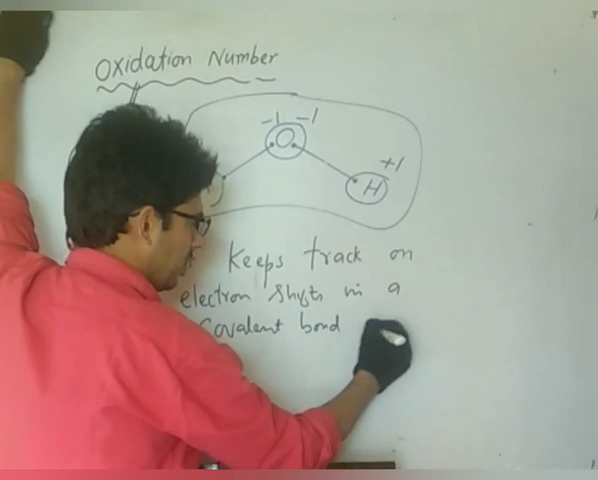 Oxidation Number
-1 -1
O
+1
H
Keeps track on
electron shifts in a
Covalent bond